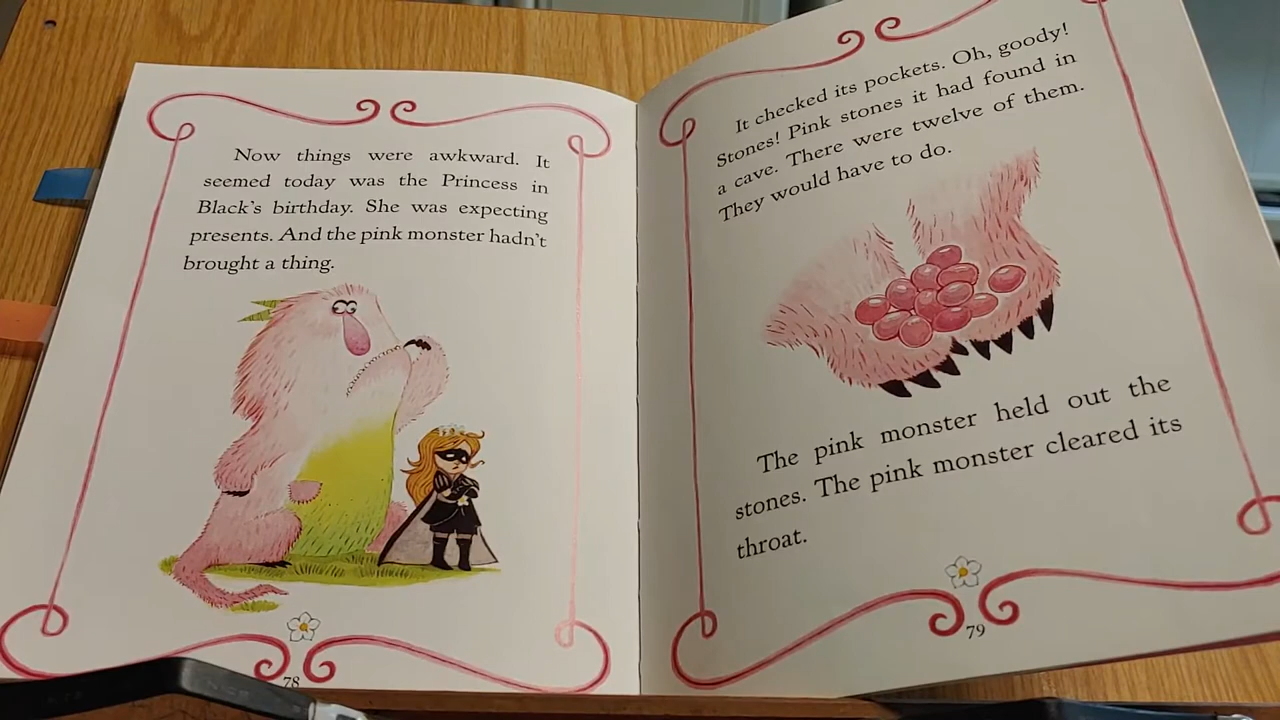 Now things were awkward. It
seemed today was the Princess in
Black's birthday. She was expecting
presents. And the pink monster hadn't
brought a thing.
78
It checked its pockets. Oh, goody!
Stones! Pink stones it had found in
a cave. There were twelve of them.
They would have to do.
The pink monster held out the
stones. The pink monster cleared its
throat.
79